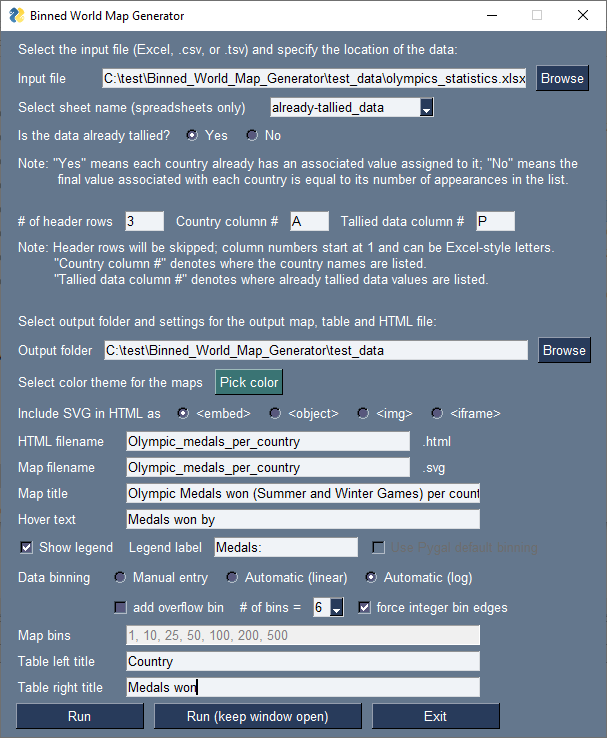 Binned World Map Generator
Select the input file (Excel, .csv, or .tsv) and specify the location of the data:
Input file C:\test\Binned_World_Map_Generator\test_data\olympics_statistics.xlsx Browse
Select sheet name (spreadsheets only) already-tallied_data
Is the data already tallied? Yes No
Note: "Yes" means each country already has an associated value assigned to it; "No" means the
final value associated with each country is equal to its number of appearances in the list.
# of header rows 3 Country column # A Tallied data column # P
Note: Header rows will be skipped; column numbers start at 1 and can be Excel-style letters.
"Country column #" denotes where the country names are listed.
"Tallied data column #" denotes where already tallied data values are listed.
Select output folder and settings for the output map, table and HTML file:
Output folder C:\test\Binned_World_Map_Generator\test_data Browse
Select color theme for the maps Pick color
Include SVG in HTML as <embed> <object> <img> <iframe>
HTML filename Olympic_medals_per_country .html
Map filename Olympic_medals_per_country .svg
Map title Olympic Medals won (Summer and Winter Games) per count
Hover text Medals won by
Show legend Legend label Medals: Use Pygal default binning
Data binning Manual entry Automatic (linear) Automatic (log)
add overflow bin # of bins = 6 force integer bin edges
Map bins 1, 10, 25, 50, 100, 200, 500
Table left title Country
Table right title Medals won
Run Run (keep window open) Exit